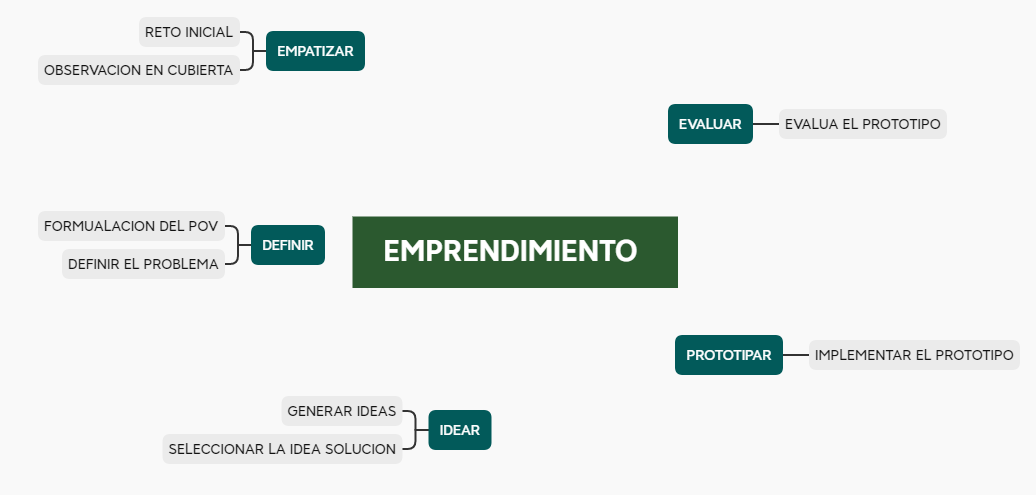 RETO INICIAL
OBSERVACION EN CUBIERTA
EMPATIZAR
EVALUAR
EVALUA EL PROTOTIPO
FORMUALACION DEL POV
DEFINIR EL PROBLEMA
DEFINIR
EMPRENDIMIENTO
PROTOTIPAR
IMPLEMENTAR EL PROTOTIPO
GENERAR IDEAS
SELECCIONAR LA IDEA SOLUCION
IDEAR